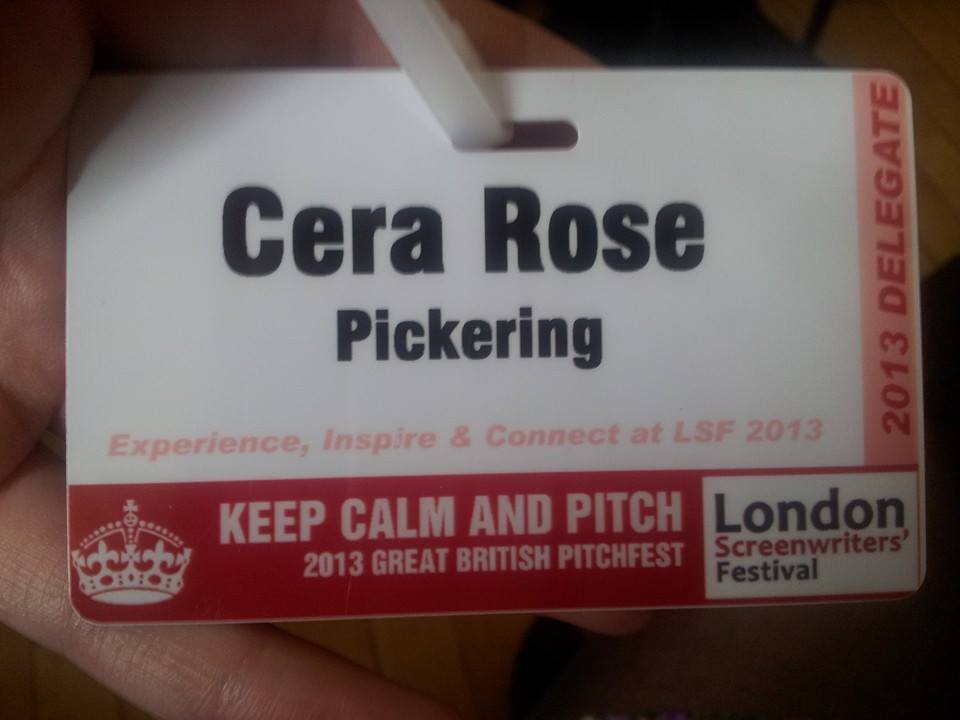 Cera Rose
Pickering
Experience, Inspire & Connect at LSF 2013
2013 DELEGATE
KEEP CALM AND PITCH
2013 GREAT BRITISH PITCHFEST
London
Screenwriters'
Festival